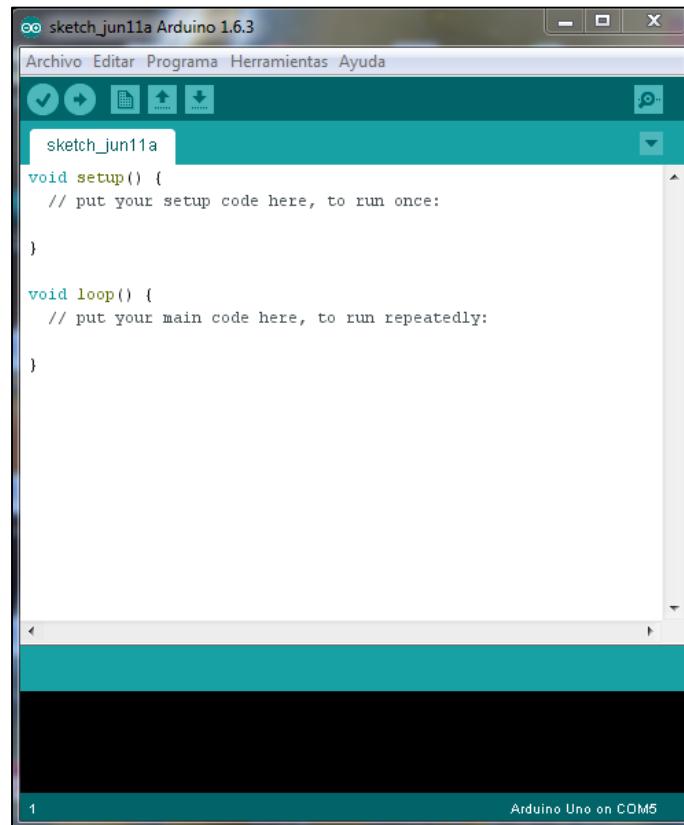 sketch_jun11a Arduino 1.6.3
Archivo Editar Programa Herramientas Ayuda
sketch_jun11a
void setup() {
  // put your setup code here, to run once:
}
void loop() {
  // put your main code here, to run repeatedly:
}
1 Arduino Uno on COM5